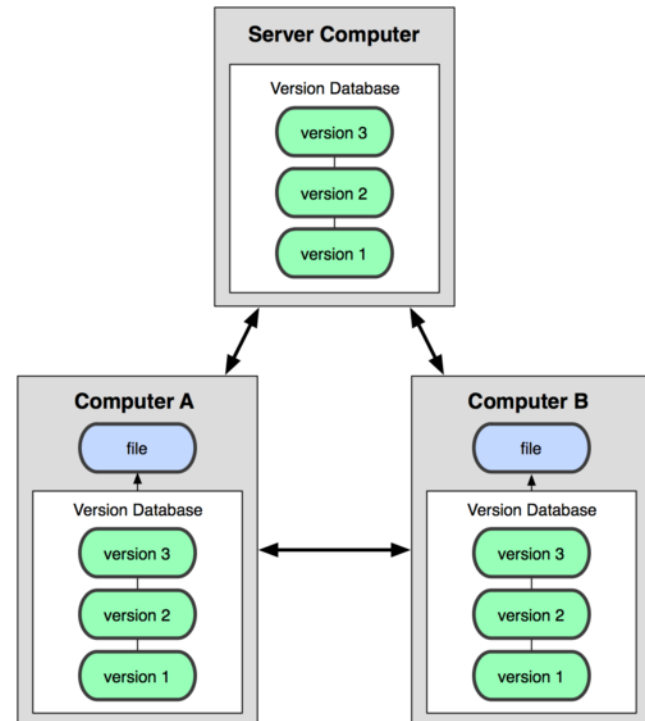 Server Computer
Version Database
version 3
version 2
version 1
Computer A
file
Version Database
version 3
version 2
version 1
Computer B
file
Version Database
version 3
version 2
version 1